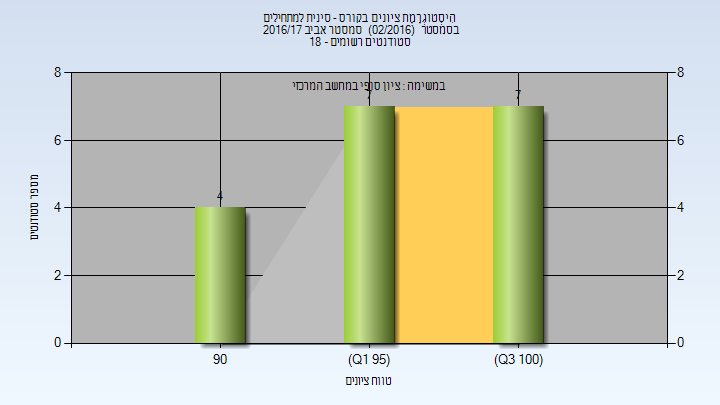 היסטוגרמת ציונים בקורס - סינית למתחילים
בסמסטר (02/2016) סמסטר אביב 2016/17
סטודנטים רשומים - 18
במשימה : ציון סופי במחשב המרכזי
8
6
4
2
0
8
6
4
2
0
4
7
7
מספר סטודנטים
90
(Q1 95)
(Q3 100)
טווח ציונים